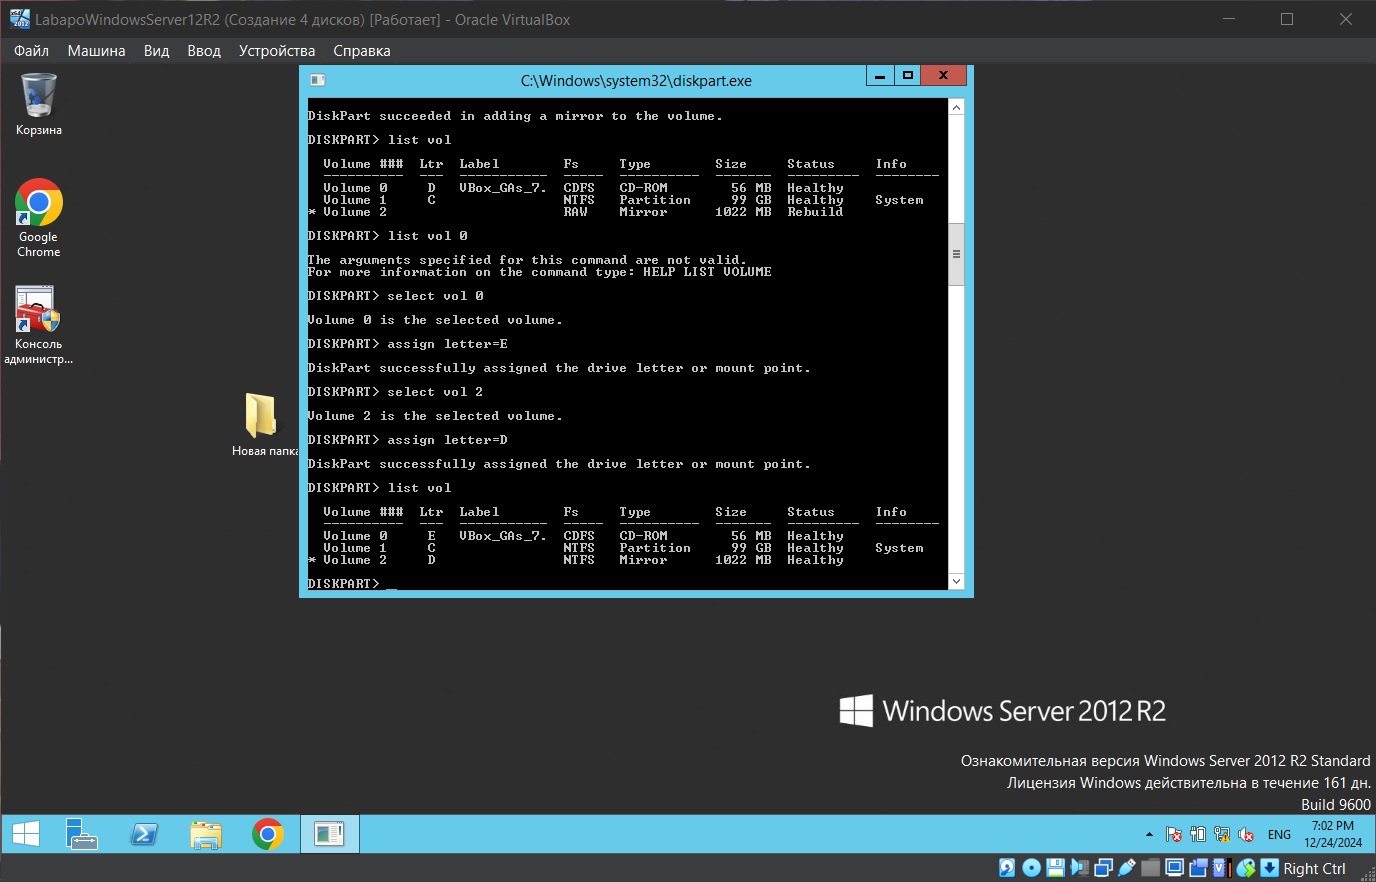 LabapoWindowsServer12R2 (Создание 4 дисков) [Работает] - Oracle VirtualBox
Файл Машина Вид Ввод Устройства Справка
Корзина
Google
Chrome
Консоль
администр...
Новая папка
C:\Windows\system32\diskpart.exe
DiskPart succeeded in adding a mirror to the volume.
DISKPART> list vol
Volume ### Ltr Label Fs Type Size Status Info
---------- --- ----------- ----- ---------- ------- --------- --------
Volume 0 D VBox_GAs_7. CDFS CD-ROM 56 MB Healthy
Volume 1 C NTFS Partition 99 GB Healthy System
* Volume 2 RAW Mirror 1022 MB Rebuild
DISKPART> list vol 0
The arguments specified for this command are not valid.
For more information on the command type: HELP LIST VOLUME
DISKPART> select vol 0
Volume 0 is the selected volume.
DISKPART> assign letter=E
DiskPart successfully assigned the drive letter or mount point.
DISKPART> select vol 2
Volume 2 is the selected volume.
DISKPART> assign letter=D
DiskPart successfully assigned the drive letter or mount point.
DISKPART> list vol
Volume ### Ltr Label Fs Type Size Status Info
---------- --- ----------- ----- ---------- ------- --------- --------
Volume 0 E VBox_GAs_7. CDFS CD-ROM 56 MB Healthy
Volume 1 C NTFS Partition 99 GB Healthy System
* Volume 2 D NTFS Mirror 1022 MB Healthy
DISKPART> _
Windows Server 2012 R2
Ознакомительная версия Windows Server 2012 R2 Standard
Лицензия Windows действительна в течение 161 дн.
Build 9600
ENG
7:02 PM
12/24/2024
Right Ctrl